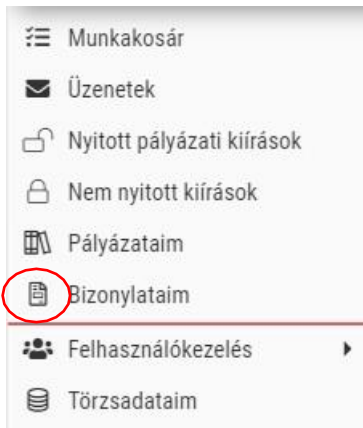 Munkakosár
Üzenetek
Nyitott pályázati kiírások
Nem nyitott kiírások
Pályázataim
Bizonylataim
Felhasználókezelés
Törzsadataim